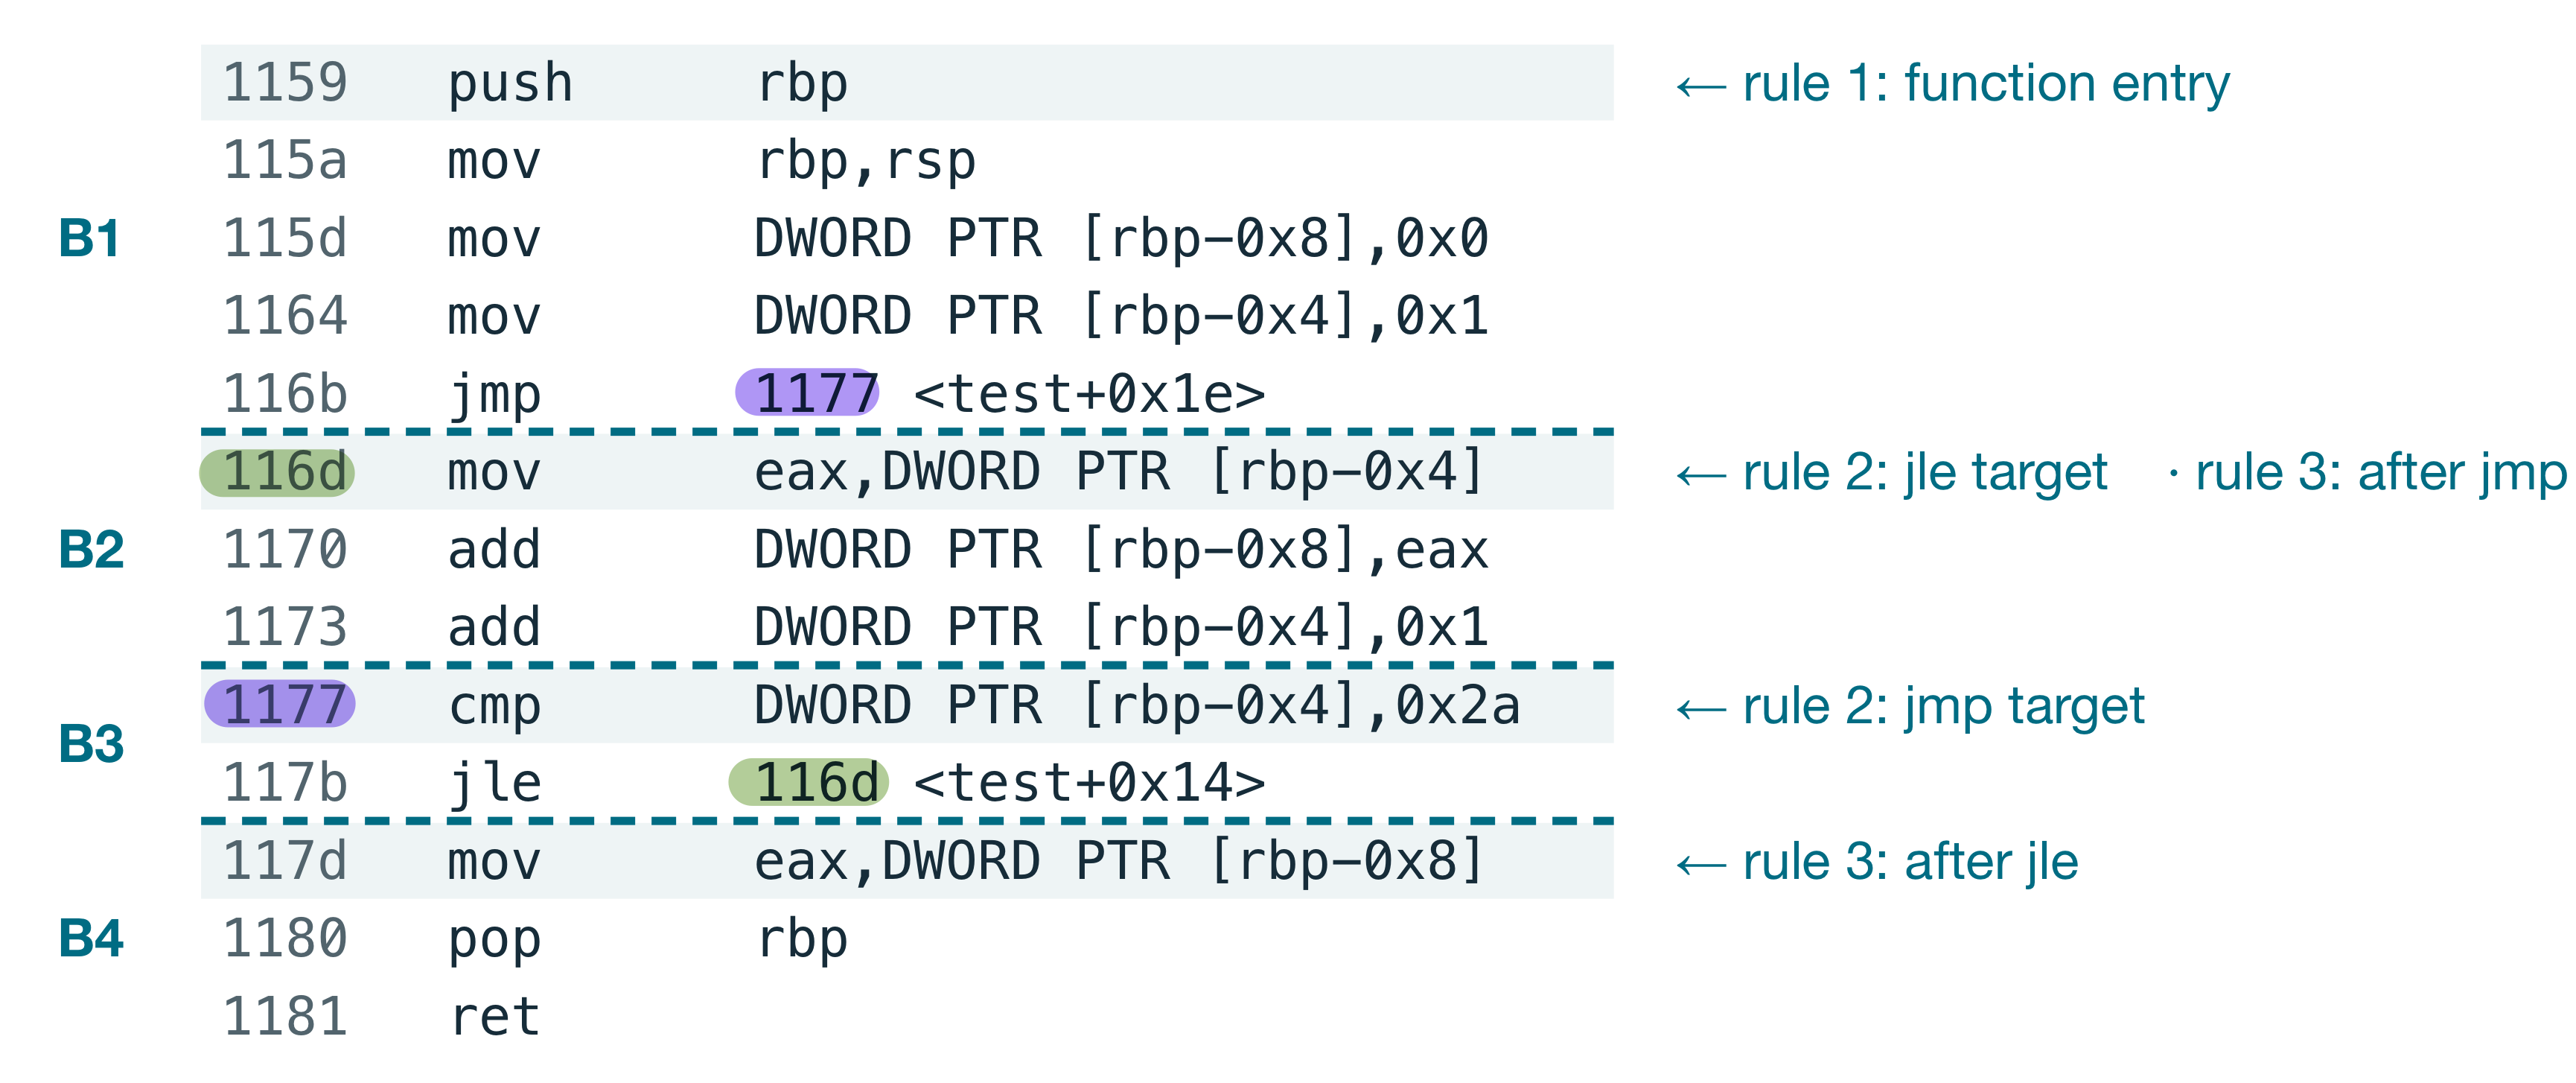 1159 push rbp ← rule 1: function entry
115a mov rbp,rsp
B1 115d mov DWORD PTR [rbp-0x8],0x0
1164 mov DWORD PTR [rbp-0x4],0x1
116b jmp 1177 <test+0x1e>
116d mov eax,DWORD PTR [rbp-0x4] ← rule 2: jle target · rule 3: after jmp
B2 1170 add DWORD PTR [rbp-0x8],eax
1173 add DWORD PTR [rbp-0x4],0x1
1177 cmp DWORD PTR [rbp-0x4],0x2a ← rule 2: jmp target
B3
117b jle 116d <test+0x14>
117d mov eax,DWORD PTR [rbp-0x8] ← rule 3: after jle
B4 1180 pop rbp
1181 ret